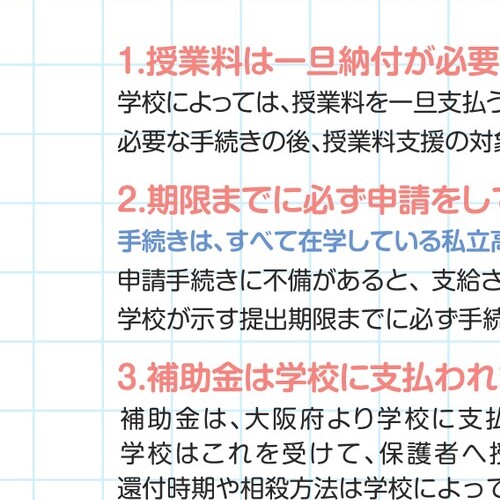 1.授業料は一旦納付が必要
学校によっては、授業料を一旦支払う
必要な手続きの後、授業料支援の対象
2.期限までに必ず申請をして
手続きは、すべて在学している私立高
申請手続きに不備があると、支給さ
学校が示す提出期限までに必ず手続
3.補助金は学校に支払われ
補助金は、大阪府より学校に支払
学校はこれを受けて、保護者へ授
還付時期や相殺方法は学校によって